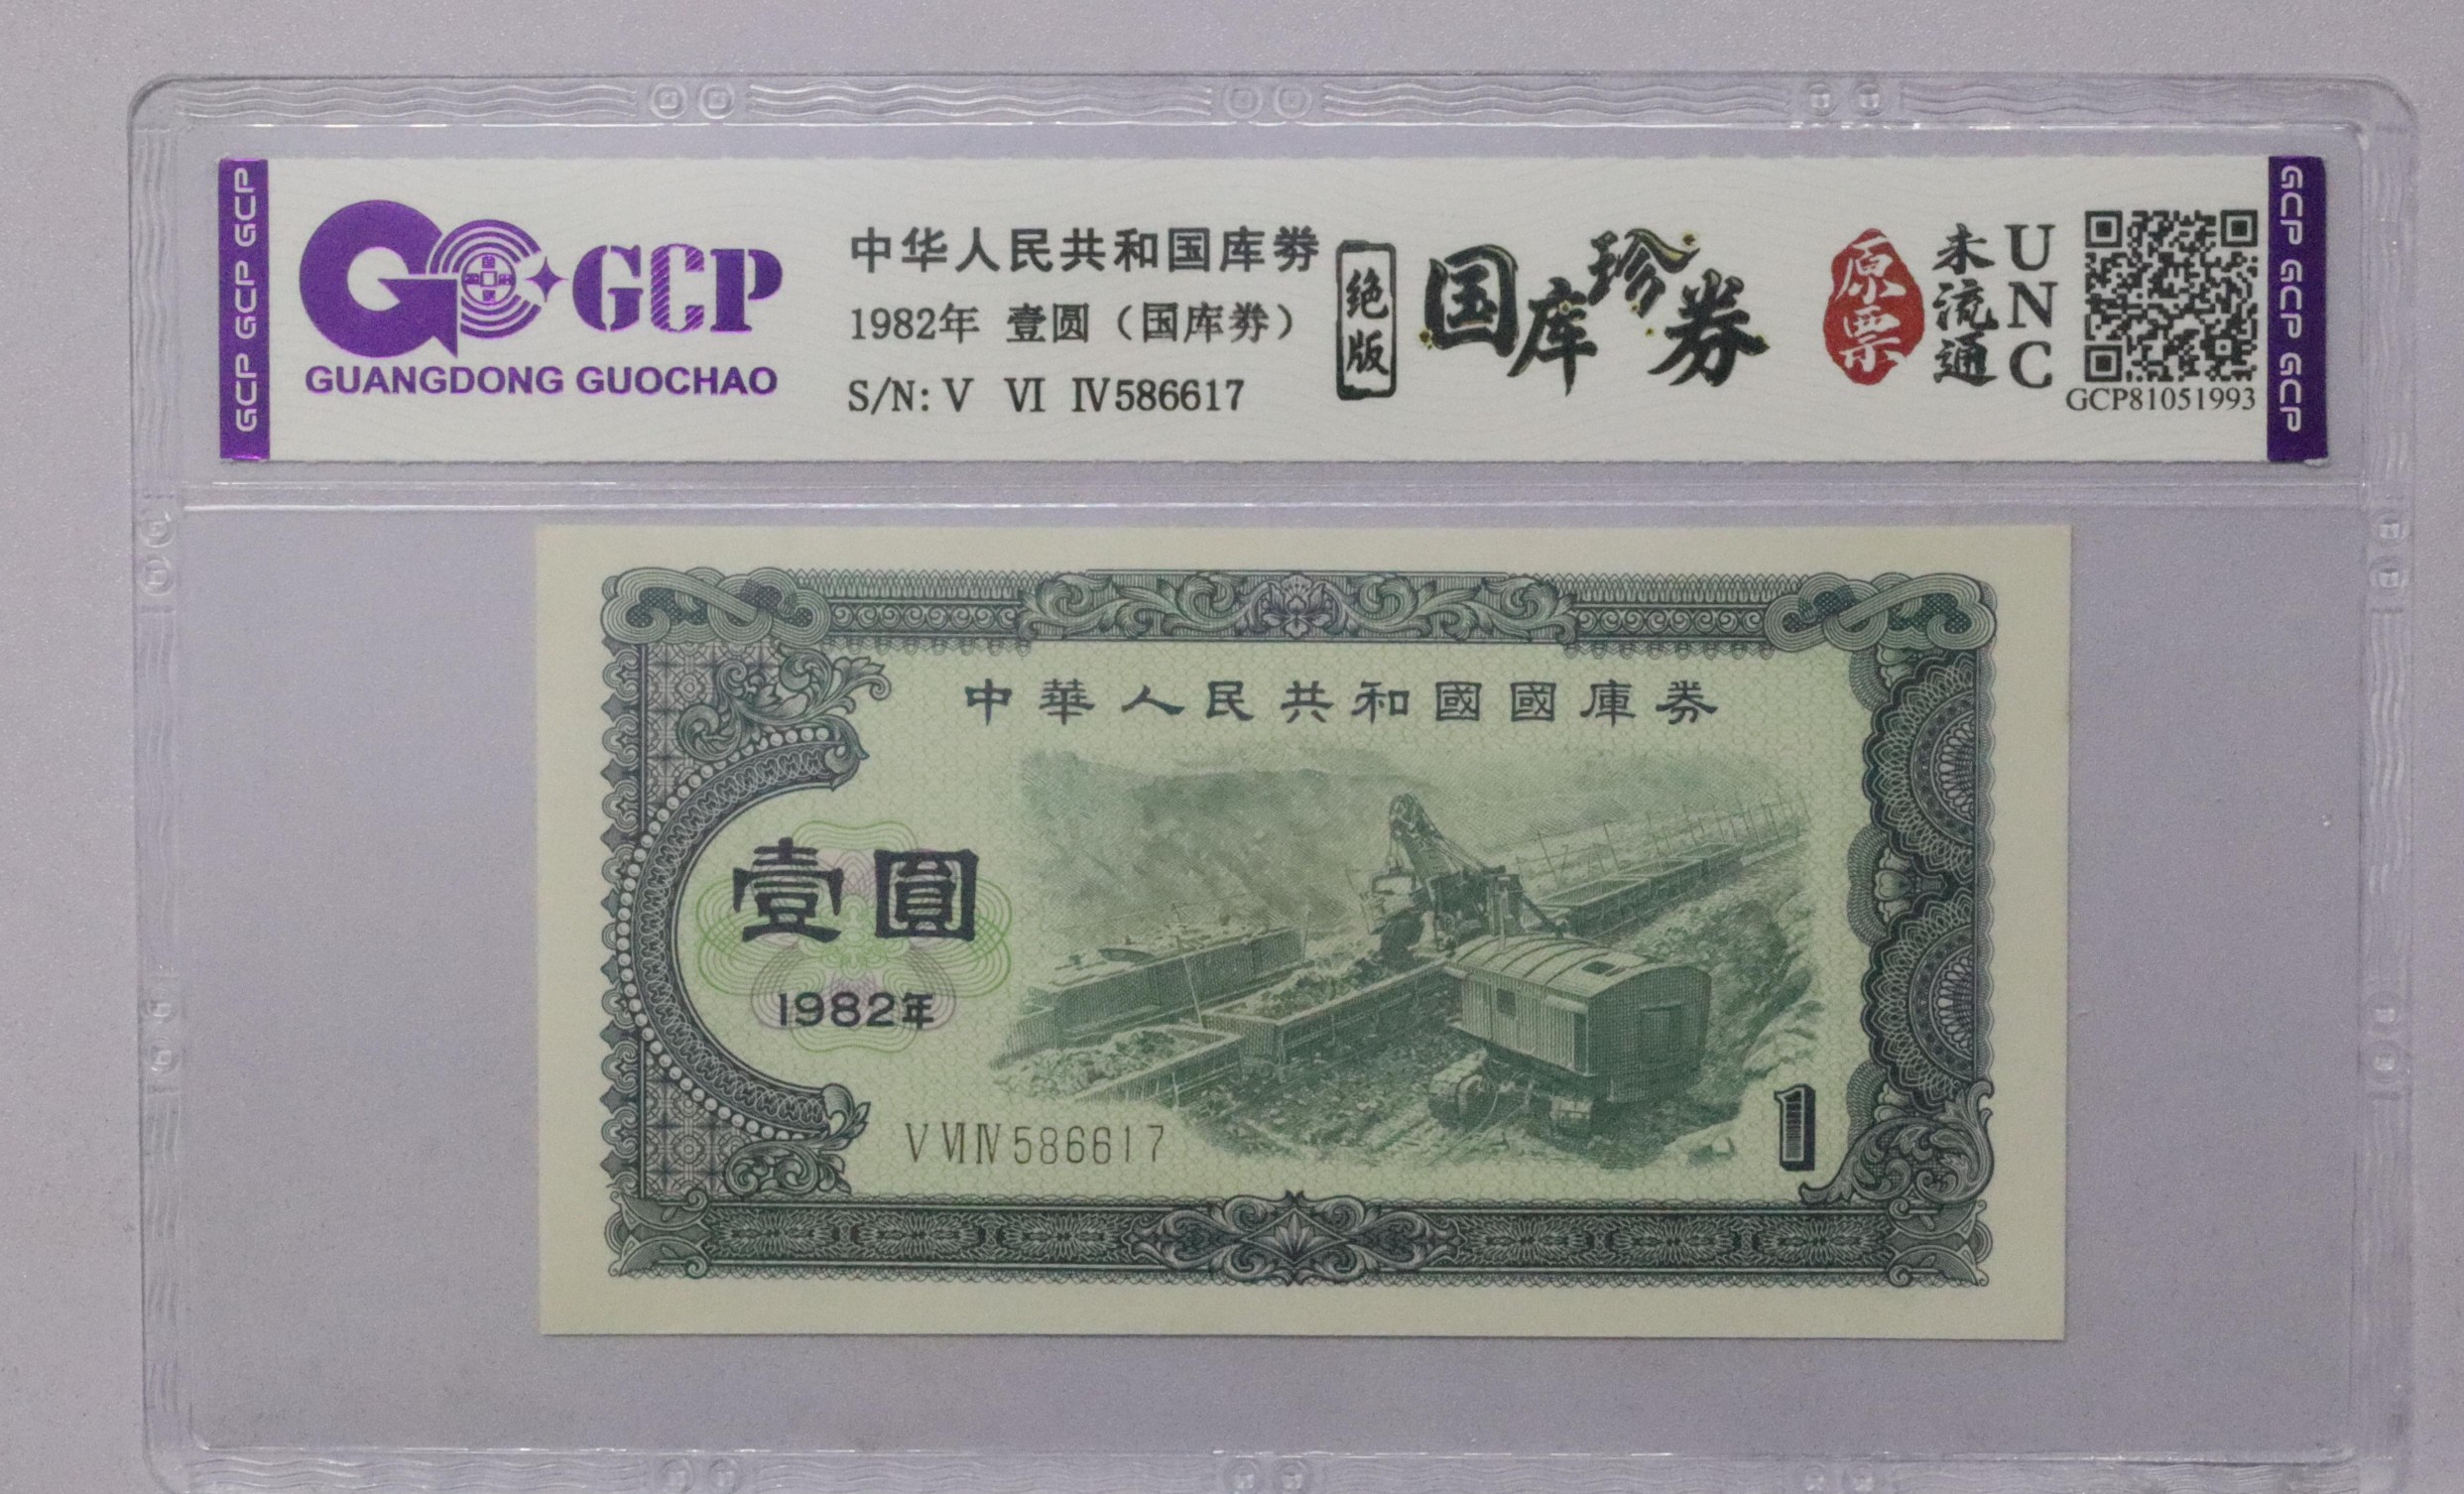 GCP GCP GCP
GCP
GUANGDONG GUOCHAO
中华人民共和国库券
1982年 壹圆（国库券）
S/N: V VI IV586617
绝版
国库珍券
原票
未流通
UNC
GCP81051993
GCP GCP GCP
中華人民共和國國庫券
壹圓
1982年
V VI IV 586617
1